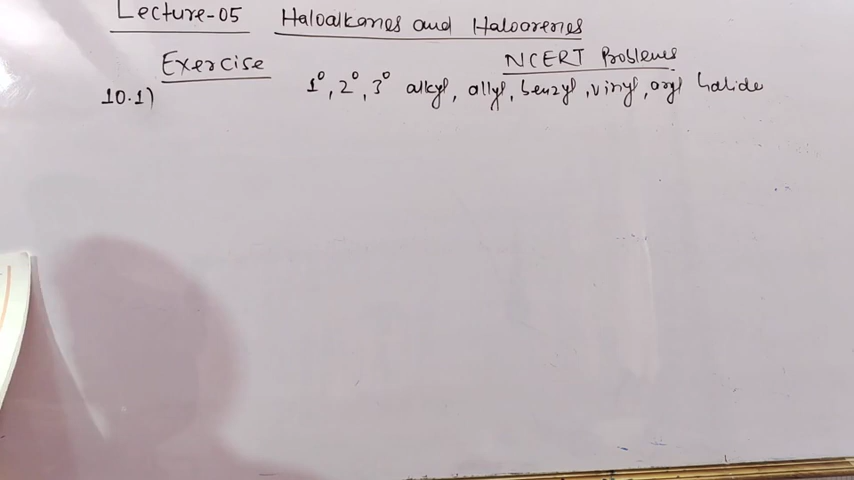 Lecture-05 Haloalkanes and Haloarenes
Exercise NCERT Problems
10.1) 1°, 2°, 3° alkyl, allyl, benzyl, vinyl, aryl halide